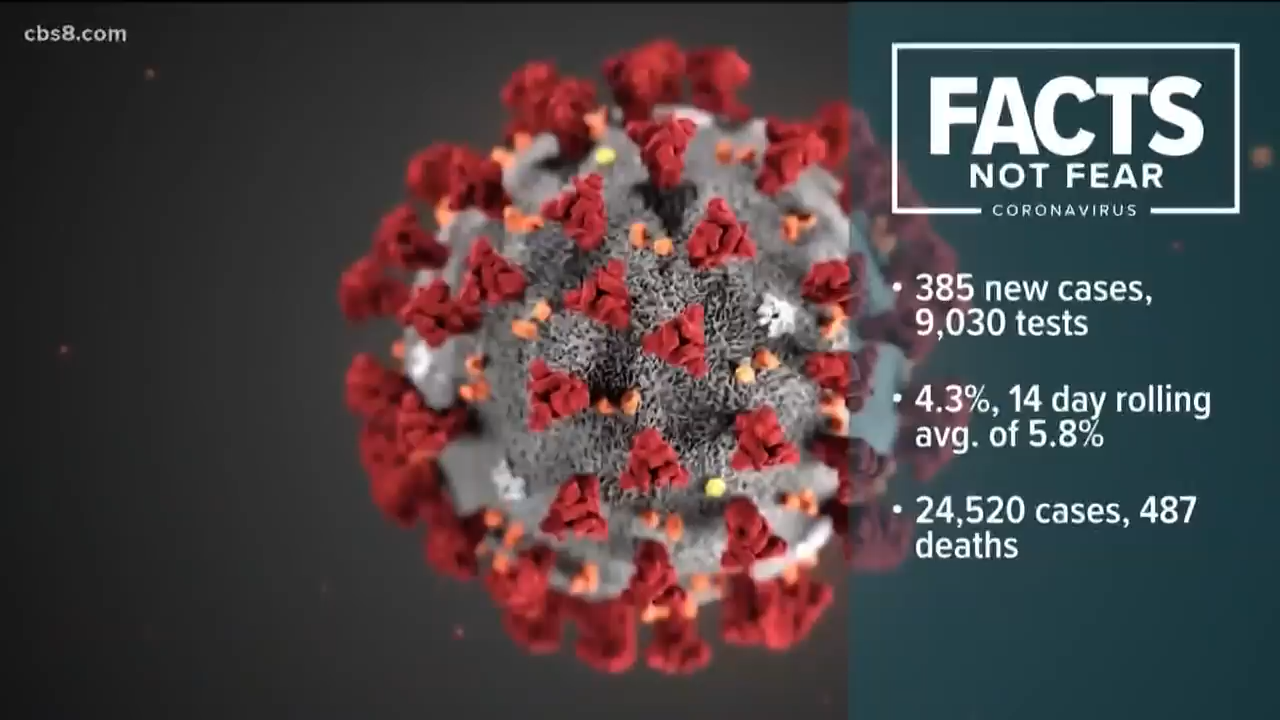 cbs8.com
FACTS
NOT FEAR
CORONAVIRUS
• 385 new cases,
9,030 tests
• 4.3%, 14 day rolling
avg. of 5.8%
• 24,520 cases, 487
deaths